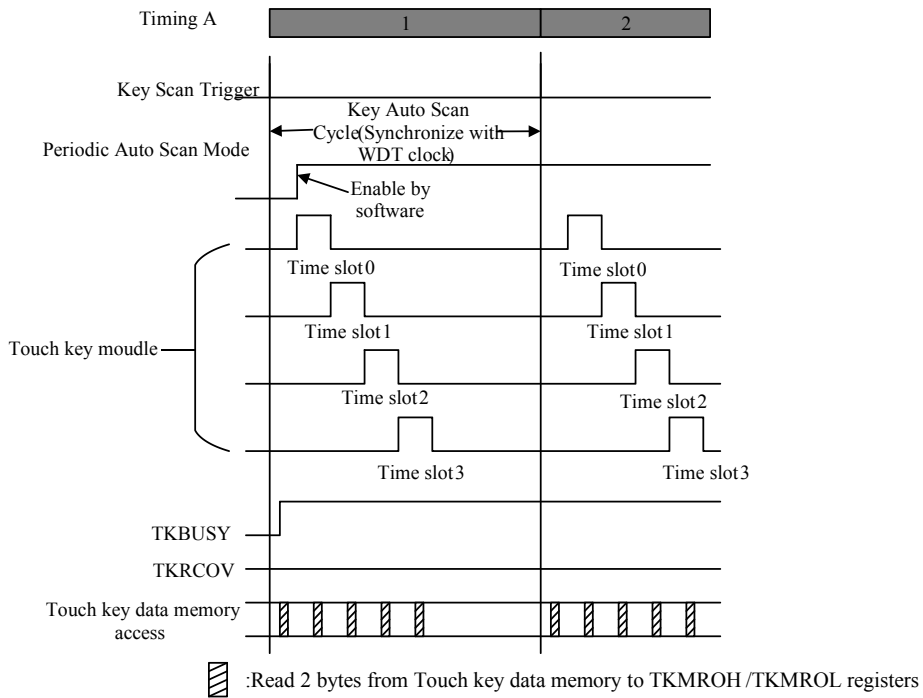 Timing A
1
2
Key Scan Trigger
Key Auto Scan
Cycle(Synchronize with
WDT clock)
Periodic Auto Scan Mode
Enable by
software
Time slot0
Time slot0
Time slot1
Time slot1
Touch key moudle
Time slot2
Time slot2
Time slot3
Time slot3
TKBUSY
TKRCOV
Touch key data memory
access
:Read 2 bytes from Touch key data memory to TKMROH /TKMROL registers